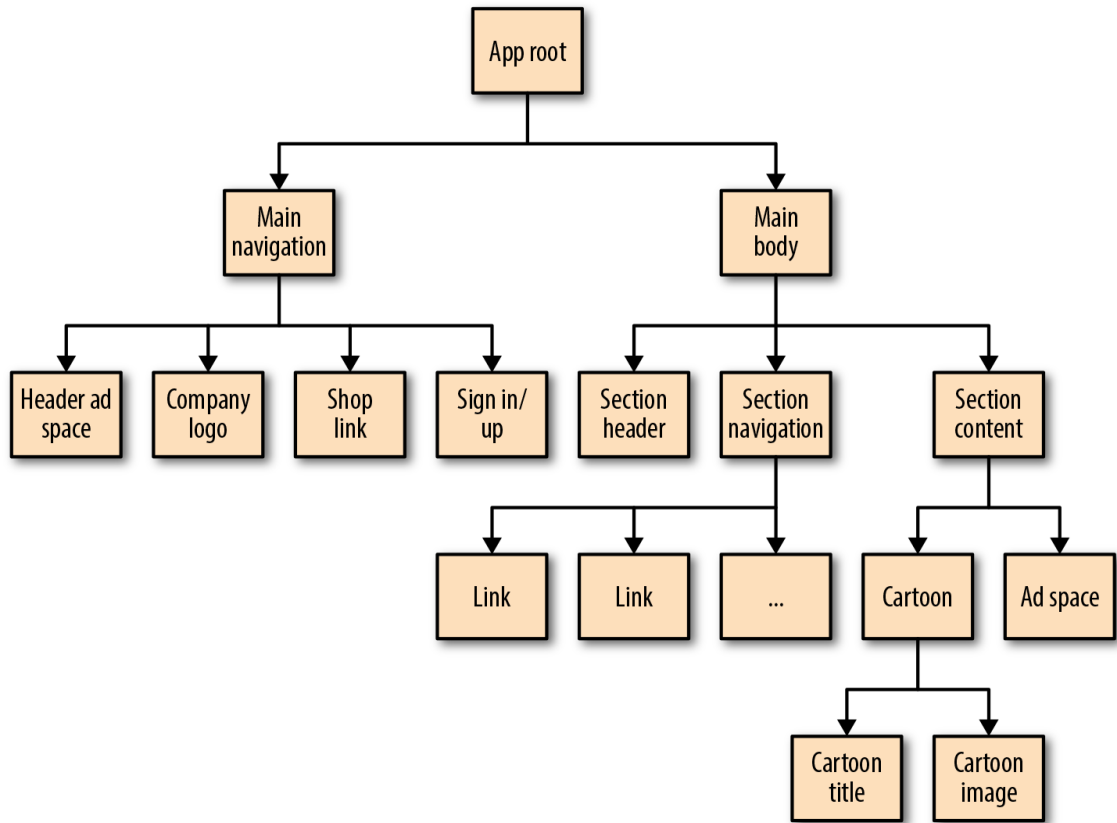 App root
Main
navigation
Main
body
Header ad
space
Company
logo
Shop
link
Sign in/
up
Section
header
Section
navigation
Section
content
Link
Link
...
Cartoon
Ad space
Cartoon
title
Cartoon
image